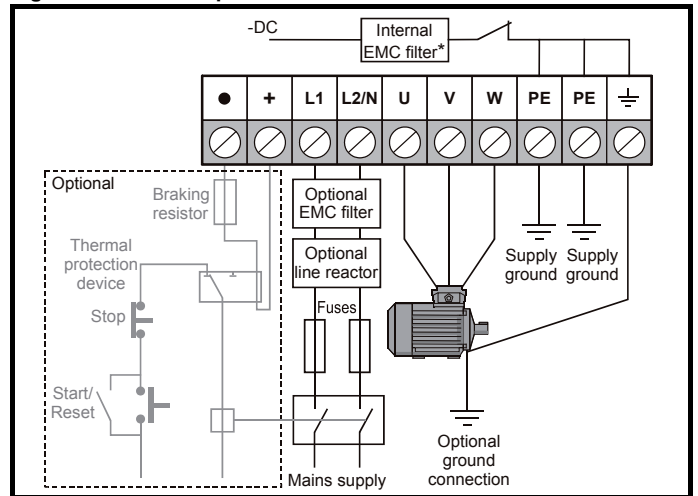 -DC
Internal
EMC filter*
+ L1 L2/N U V W PE PE
Optional
Braking
resistor
Optional
EMC filter
Thermal
protection
device
Optional
line reactor
Supply
ground
Supply
ground
Stop
Fuses
Start/
Reset
Optional
ground
connection
Mains supply